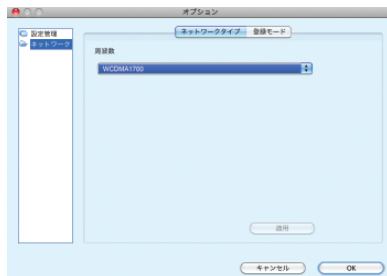 オプション
設定管理
ネットワーク
ネットワークタイプ 登録モード
周波数
WCDMA1700
適用
キャンセル OK